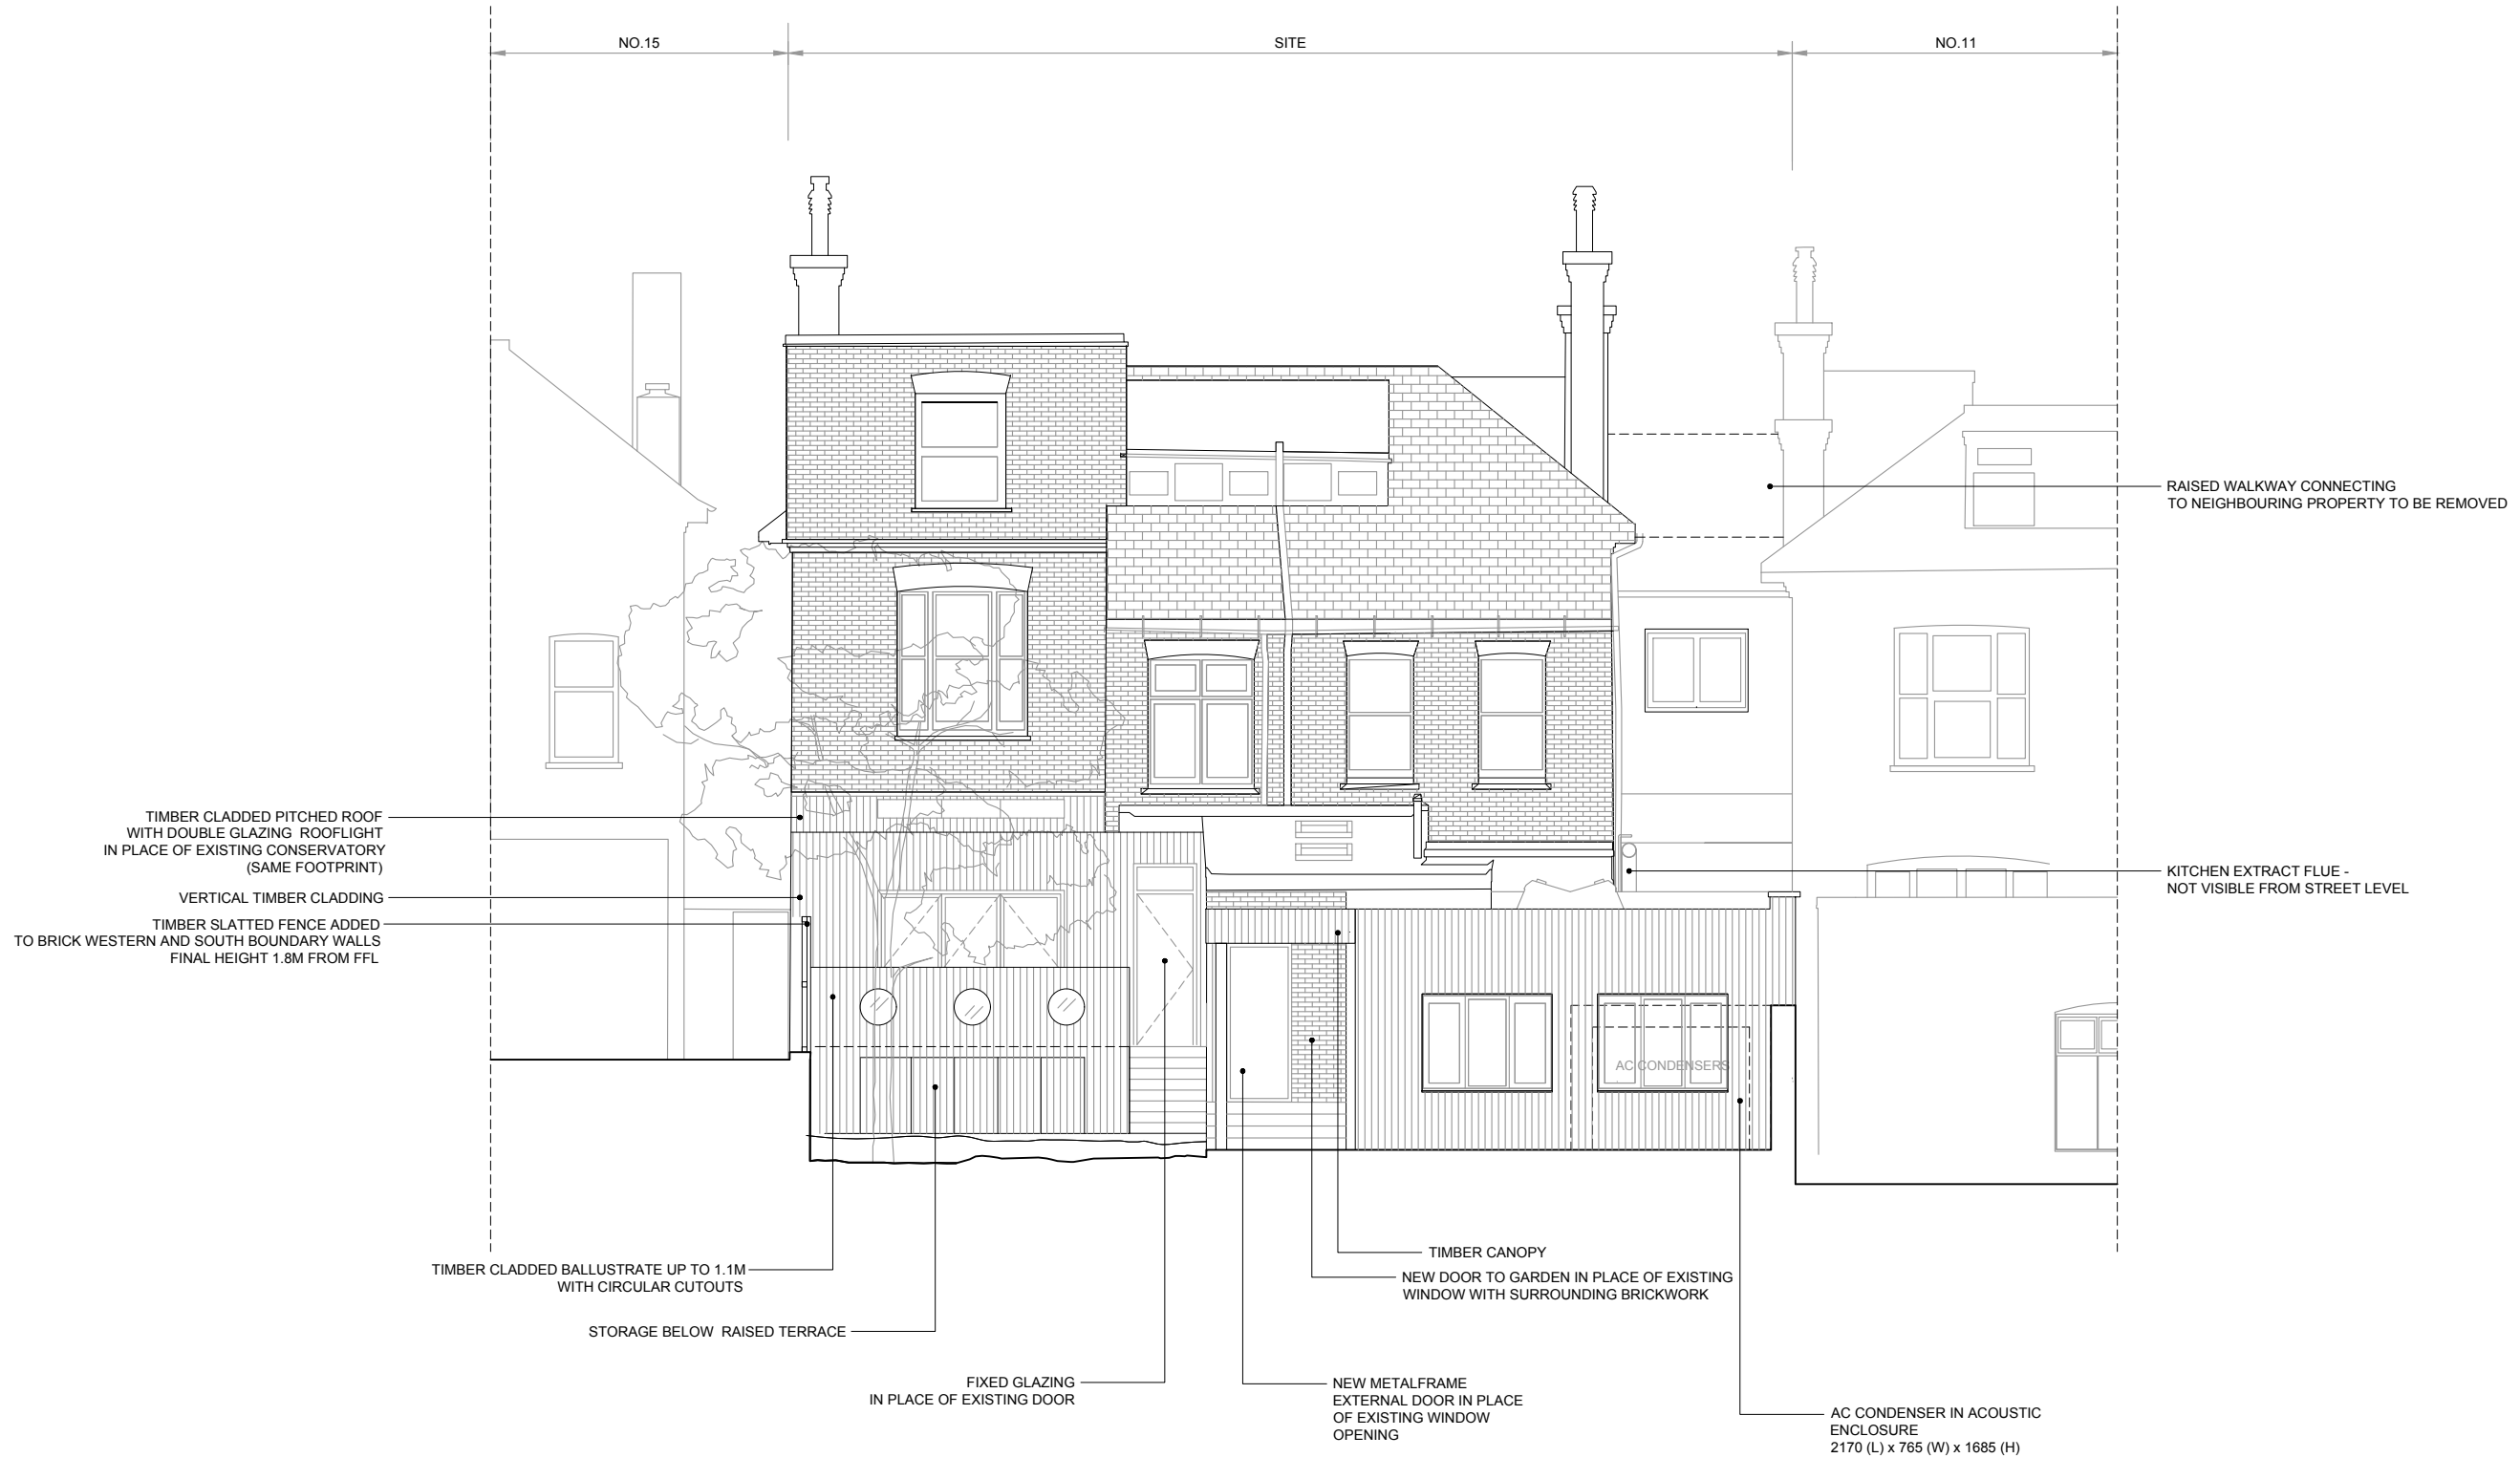 NO.15
SITE
NO.11
RAISED WALKWAY CONNECTING
TO NEIGHBOURING PROPERTY TO BE REMOVED
TIMBER CLADDED PITCHED ROOF
WITH DOUBLE GLAZING ROOFLIGHT
IN PLACE OF EXISTING CONSERVATORY
(SAME FOOTPRINT)
VERTICAL TIMBER CLADDING
TIMBER SLATTED FENCE ADDED
TO BRICK WESTERN AND SOUTH BOUNDARY WALLS
FINAL HEIGHT 1.8M FROM FFL
KITCHEN EXTRACT FLUE -
NOT VISIBLE FROM STREET LEVEL
AC CONDENSERS
TIMBER CLADDED BALLUSTRATE UP TO 1.1M
WITH CIRCULAR CUTOUTS
STORAGE BELOW RAISED TERRACE
FIXED GLAZING
IN PLACE OF EXISTING DOOR
TIMBER CANOPY
NEW DOOR TO GARDEN IN PLACE OF EXISTING
WINDOW WITH SURROUNDING BRICKWORK
NEW METALFRAME
EXTERNAL DOOR IN PLACE
OF EXISTING WINDOW
OPENING
AC CONDENSER IN ACOUSTIC
ENCLOSURE
2170 (L) x 765 (W) x 1685 (H)